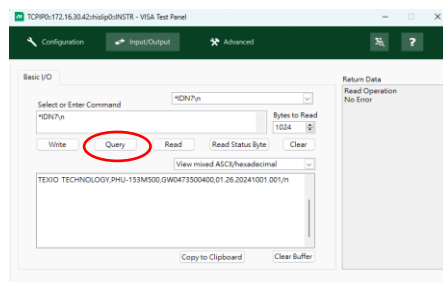 TCPIP0::172.16.30.42::hislip0::INSTR - VISA Test Panel
Configuration
Input/Output
Advanced
Basic I/O
Return Data
Select or Enter Command
*IDN?\n
Read Operation
No Error
*IDN?\n
Bytes to Read
1024
Write
Query
Read
Read Status Byte
Clear
View mixed ASCII/hexadecimal
TEXIO TECHNOLOGY,PHU-153M500,GW0473500400,01.26.20241001.001/n
Copy to Clipboard
Clear Buffer